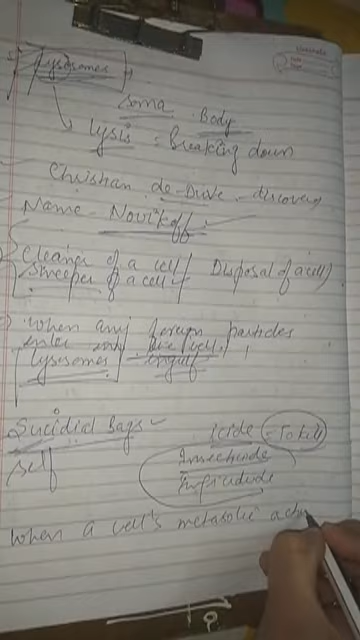 Lysosomes
Soma Body
Lysis = Breaking down
Christian de-Duve - discovery
Name - Novikoff
Cleaner of a cell / Disposal of a cell
Sweeper of a cell
When any foreign particles
enter into the cell,
lysosomes engulf
Suicidial Bags
icide = To kill
self
Insecticide
When a cell's metabolic